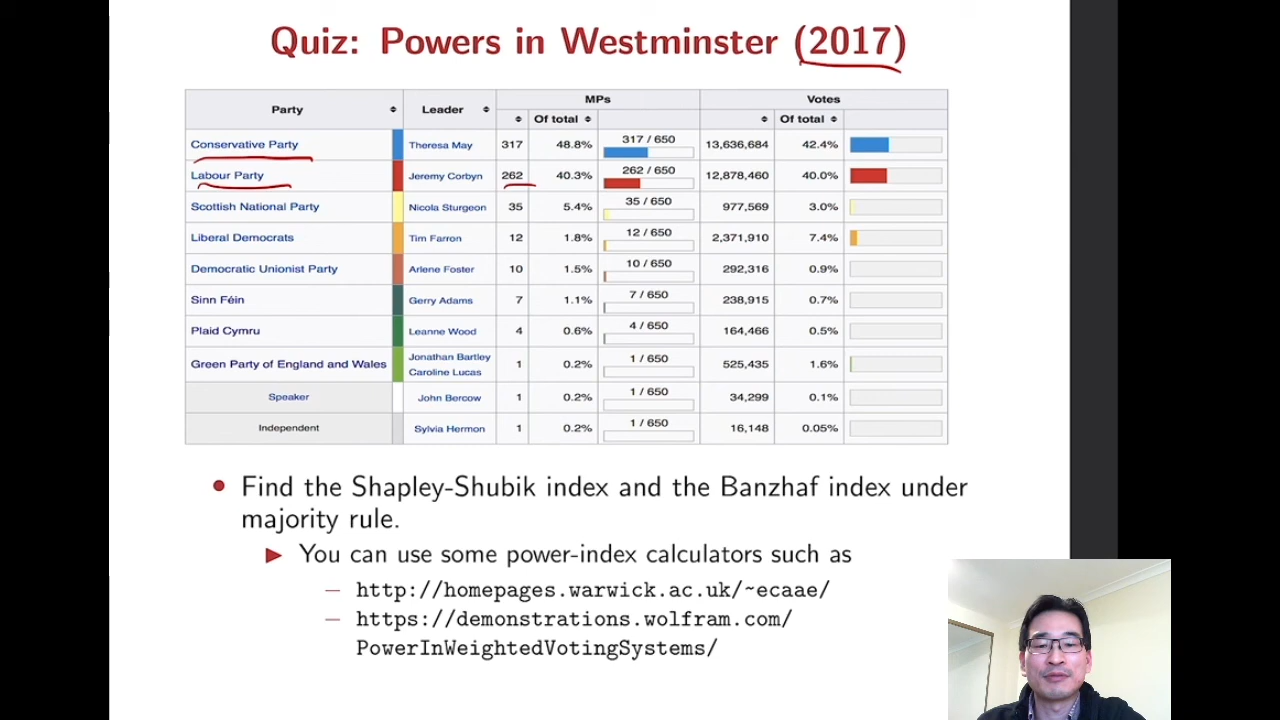 Quiz: Powers in Westminster (2017)
Party Leader MPs Votes
Of total Of total
Conservative Party Theresa May 317 48.8% 317 / 650 13,636,684 42.4%
Labour Party Jeremy Corbyn 262 40.3% 262 / 650 12,878,460 40.0%
Scottish National Party Nicola Sturgeon 35 5.4% 35 / 650 977,569 3.0%
Liberal Democrats Tim Farron 12 1.8% 12 / 650 2,371,910 7.4%
Democratic Unionist Party Arlene Foster 10 1.5% 10 / 650 292,316 0.9%
Sinn Féin Gerry Adams 7 1.1% 7 / 650 238,915 0.7%
Plaid Cymru Leanne Wood 4 0.6% 4 / 650 164,466 0.5%
Green Party of England and Wales Jonathan Bartley Caroline Lucas 1 0.2% 1 / 650 525,435 1.6%
Speaker John Bercow 1 0.2% 1 / 650 34,299 0.1%
Independent Sylvia Hermon 1 0.2% 1 / 650 16,148 0.05%
Find the Shapley-Shubik index and the Banzhaf index under
majority rule.
You can use some power-index calculators such as
http://homepages.warwick.ac.uk/~ecaae/
https://demonstrations.wolfram.com/
PowerInWeightedVotingSystems/